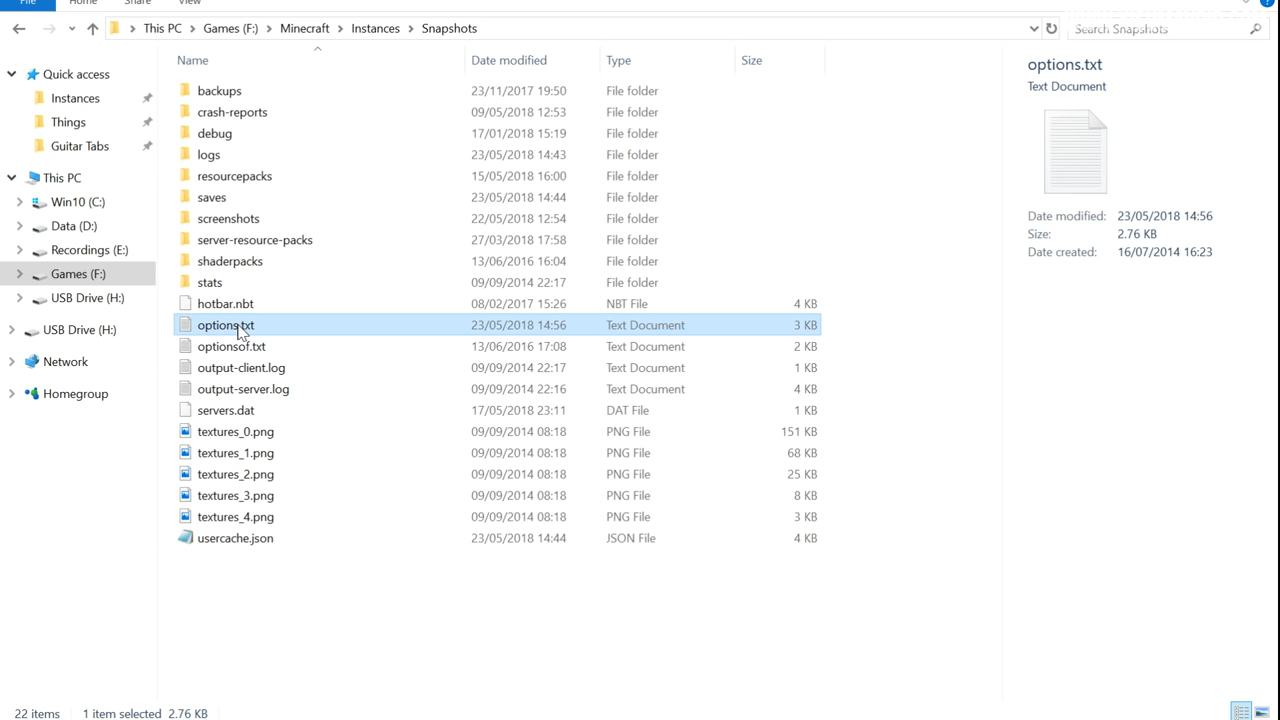 File Home Share View
This PC Games (F:) Minecraft Instances Snapshots Search Snapshots
Name Date modified Type Size
Quick access
Instances
Things
Guitar Tabs
This PC
Win10 (C:)
Data (D:)
Recordings (E:)
Games (F:)
USB Drive (H:)
USB Drive (H:)
Network
Homegroup
backups 23/11/2017 19:50 File folder
crash-reports 09/05/2018 12:53 File folder
debug 17/01/2018 15:19 File folder
logs 23/05/2018 14:43 File folder
resourcepacks 15/05/2018 16:00 File folder
saves 23/05/2018 14:44 File folder
screenshots 22/05/2018 12:54 File folder
server-resource-packs 27/03/2018 17:58 File folder
shaderpacks 13/06/2016 16:04 File folder
stats 09/09/2014 22:17 File folder
hotbar.nbt 08/02/2017 15:26 NBT File 4 KB
options.txt 23/05/2018 14:56 Text Document 3 KB
optionsof.txt 13/06/2016 17:08 Text Document 2 KB
output-client.log 09/09/2014 22:17 Text Document 1 KB
output-server.log 09/09/2014 22:16 Text Document 4 KB
servers.dat 17/05/2018 23:11 DAT File 1 KB
textures_0.png 09/09/2014 08:18 PNG File 151 KB
textures_1.png 09/09/2014 08:18 PNG File 68 KB
textures_2.png 09/09/2014 08:18 PNG File 25 KB
textures_3.png 09/09/2014 08:18 PNG File 8 KB
textures_4.png 09/09/2014 08:18 PNG File 3 KB
usercache.json 23/05/2018 14:44 JSON File 4 KB
options.txt
Text Document
Date modified: 23/05/2018 14:56
Size: 2.76 KB
Date created: 16/07/2014 16:23
22 items 1 item selected 2.76 KB